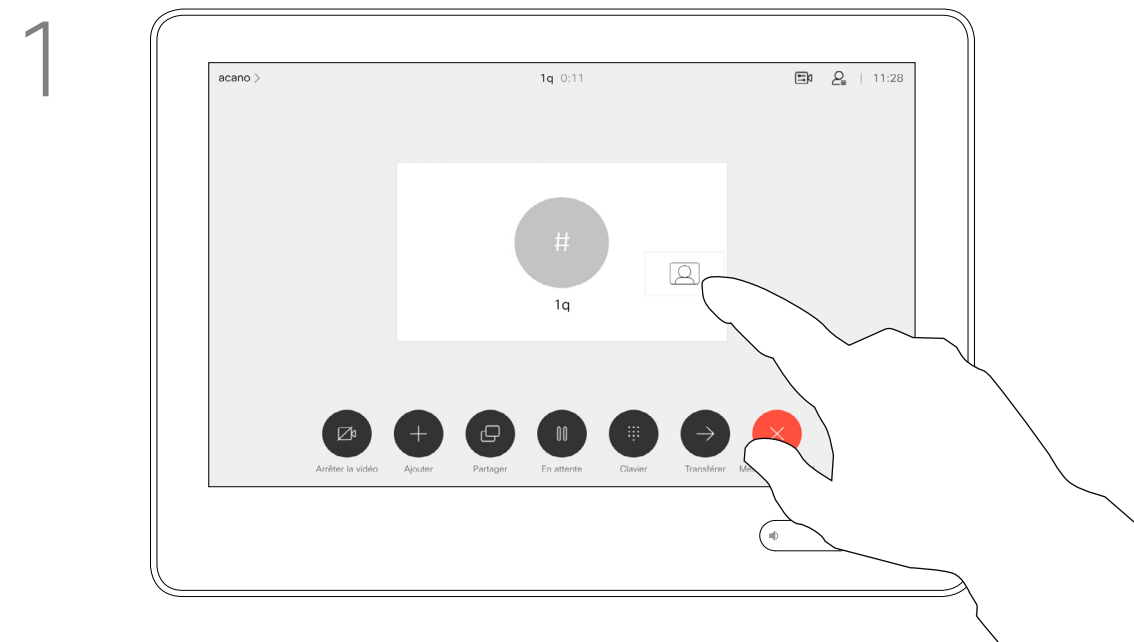 1
acano >
1q 0:11
11:28
#
1q
Arrêter la vidéo
Ajouter
Partager
En attente
Clavier
Transférer